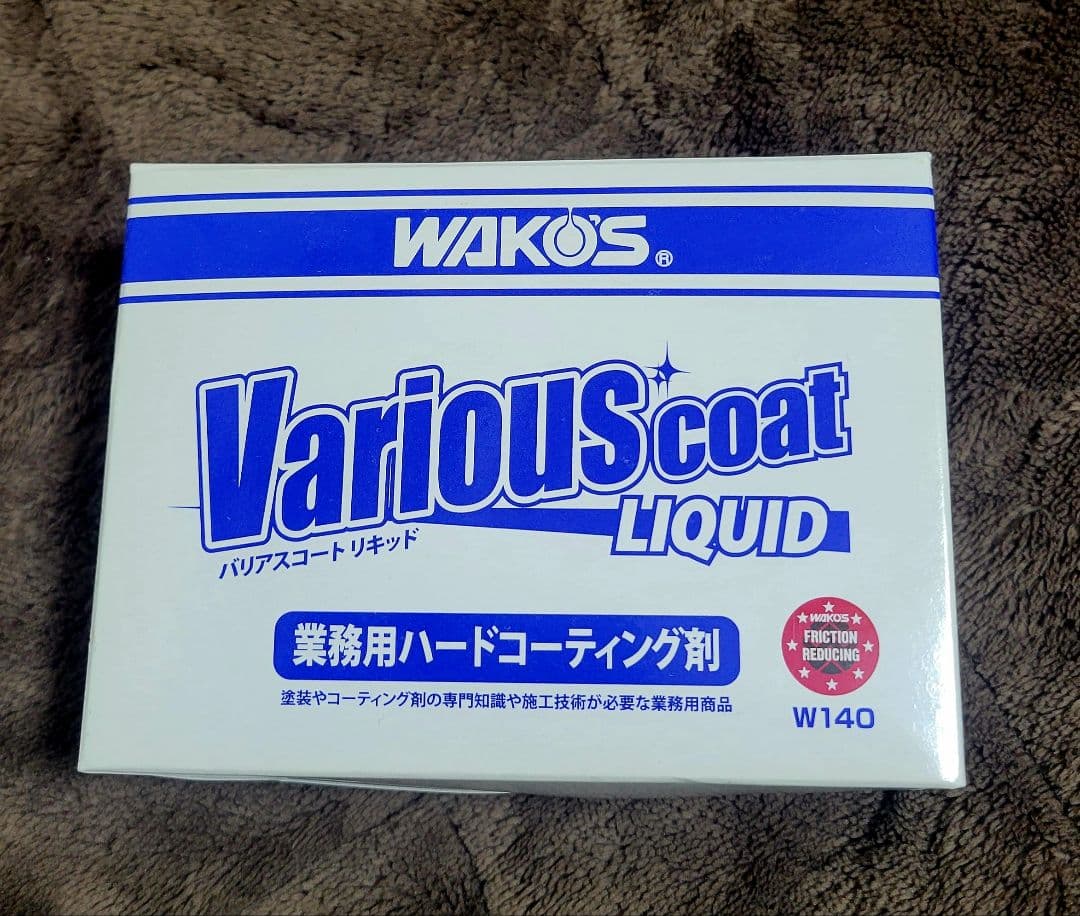 WAKO'S®
Various coat
LIQUID
バリアスコート リキッド
業務用ハードコーティング剤
塗装やコーティング剤の専門知識や施工技術が必要な業務用商品
WAKO'S
FRICTION
REDUCING
W140